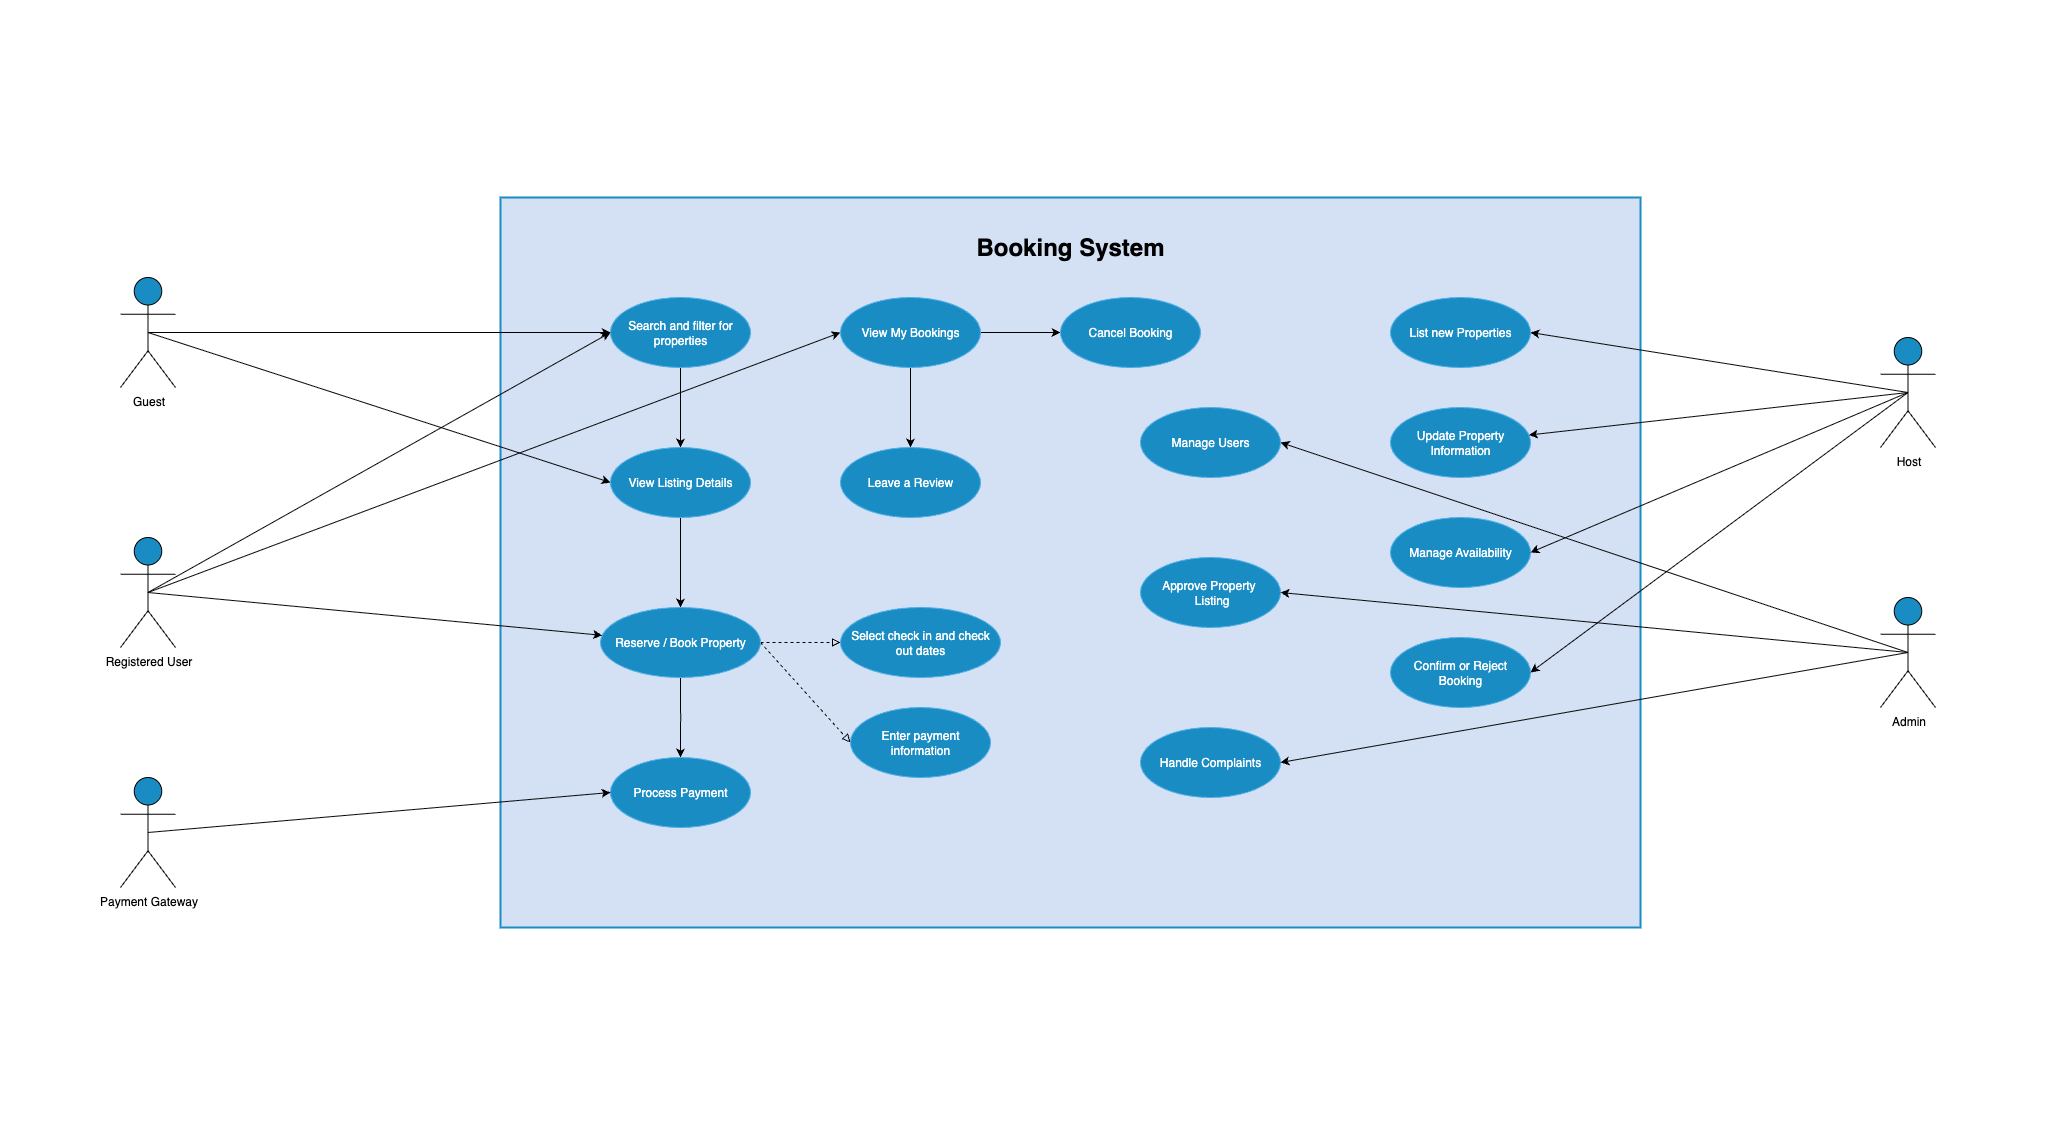 Booking System
Guest
Registered User
Payment Gateway
Search and filter for
properties
View My Bookings
Cancel Booking
List new Properties
Manage Users
Update Property
Information
View Listing Details
Leave a Review
Manage Availability
Approve Property
Listing
Reserve / Book Property
Select check in and check
out dates
Confirm or Reject
Booking
Enter payment
information
Handle Complaints
Process Payment
Host
Admin